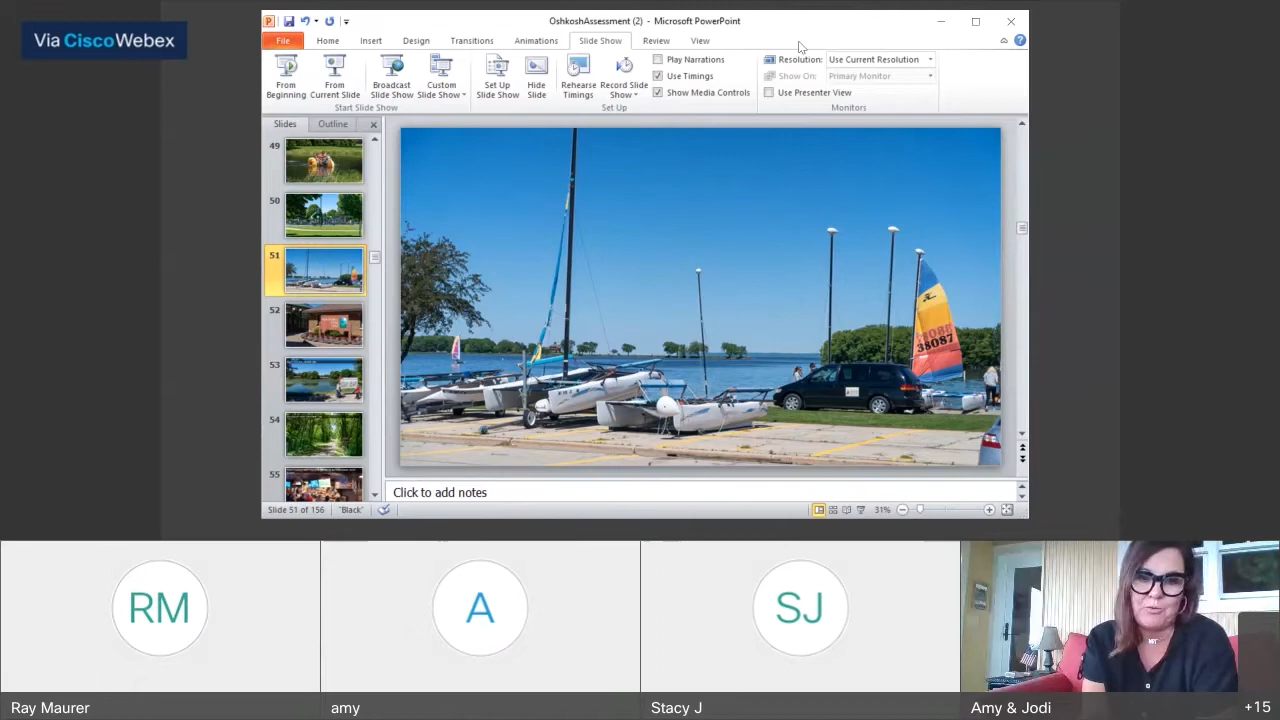 Via Cisco Webex
OshkoshAssessment (2) - Microsoft PowerPoint
File Home Insert Design Transitions Animations Slide Show Review View
From Beginning
From Current Slide
Broadcast Slide Show
Custom Slide Show
Start Slide Show
Set Up Slide Show
Hide Slide
Rehearse Timings
Record Slide Show
Play Narrations
Use Timings
Show Media Controls
Set Up
Resolution: Use Current Resolution
Show On: Primary Monitor
Use Presenter View
Monitors
Slides Outline
49
50
51
52
53
54
55
HOBIE
38087
Click to add notes
Slide 51 of 156 "Black" 31%
RM
A
SJ
Ray Maurer
amy
Stacy J
Amy & Jodi
+15